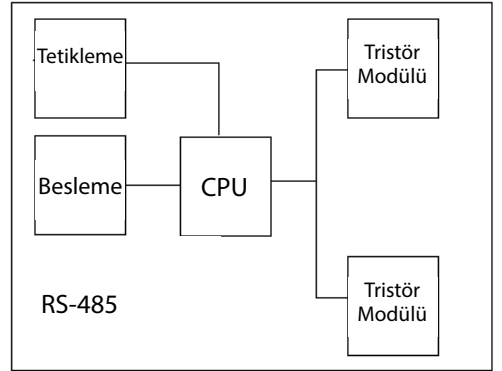 Tetikleme
Tristör
Modülü
Besleme
CPU
RS-485
Tristör
Modülü